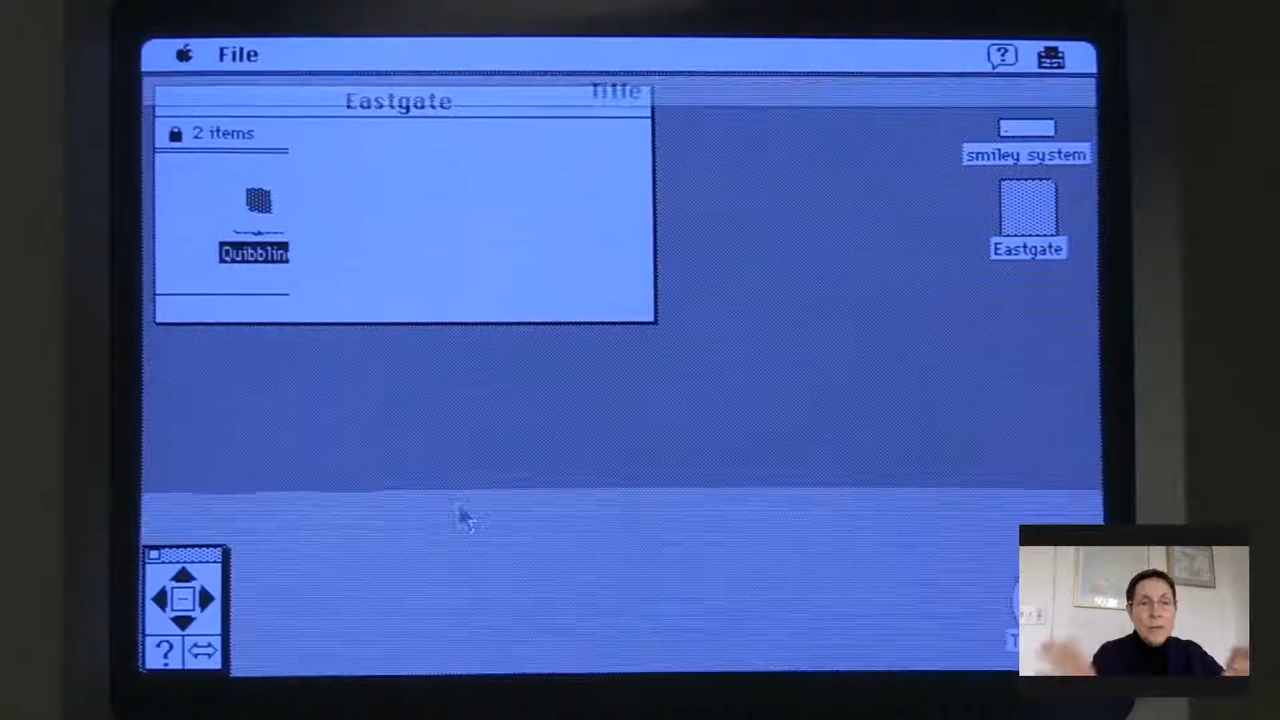 File
?
Title
Eastgate
2 items
smiley system
Quibblin
Eastgate
?